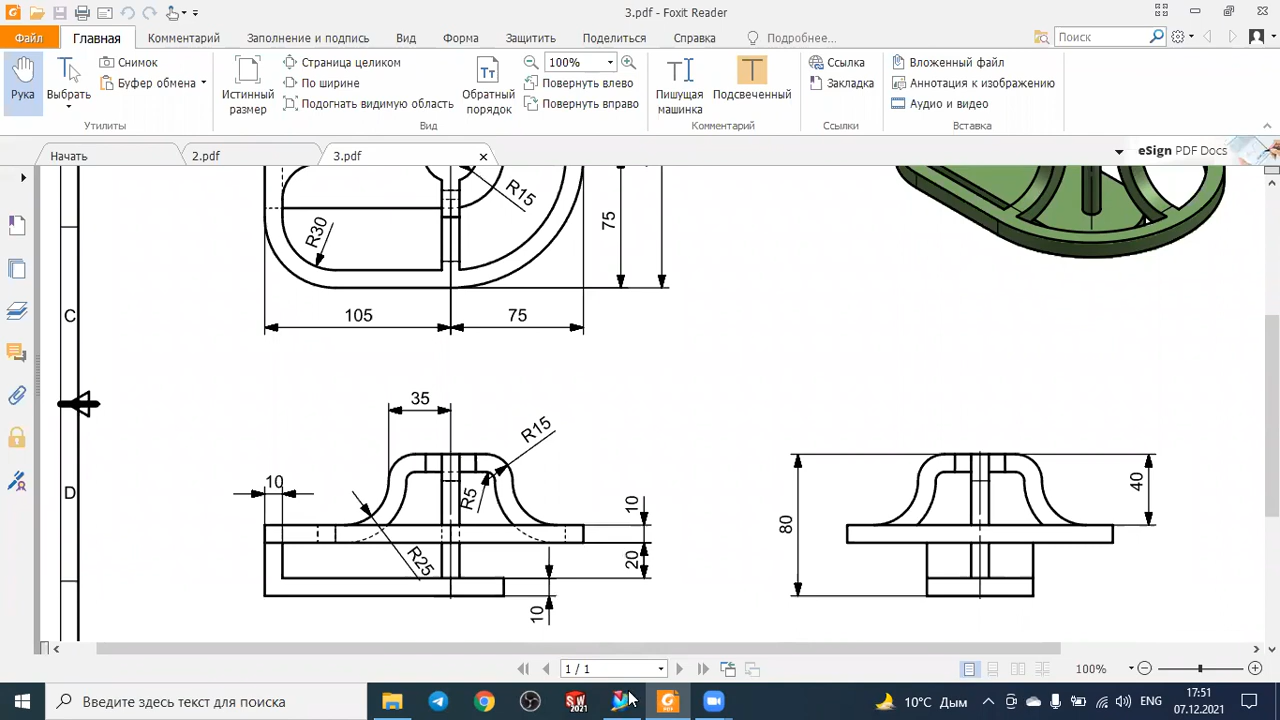 3.pdf - Foxit Reader
Файл Главная Комментарий Заполнение и подпись Вид Форма Защитить Поделиться Справка Подробнее... Поиск
Рука
Выбрать
Снимок
Буфер обмена
Утилиты
Истинный размер
Страница целиком
По ширине
Подогнать видимую область
Обратный порядок
100%
Повернуть влево
Повернуть вправо
Вид
Пишущая машинка
Подсвеченный
Комментарий
Ссылка
Закладка
Ссылки
Вложенный файл
Аннотация к изображению
Аудио и видео
Вставка
Начать 2.pdf 3.pdf eSign PDF Docs
R15
R30
75
C
105 75
35
R15
10
R5
10
40
D
80
R25
20
10
1 / 1
100%
Введите здесь текст для поиска
SW
2021
PDF
10°C Дым
ENG
17:51
07.12.2021